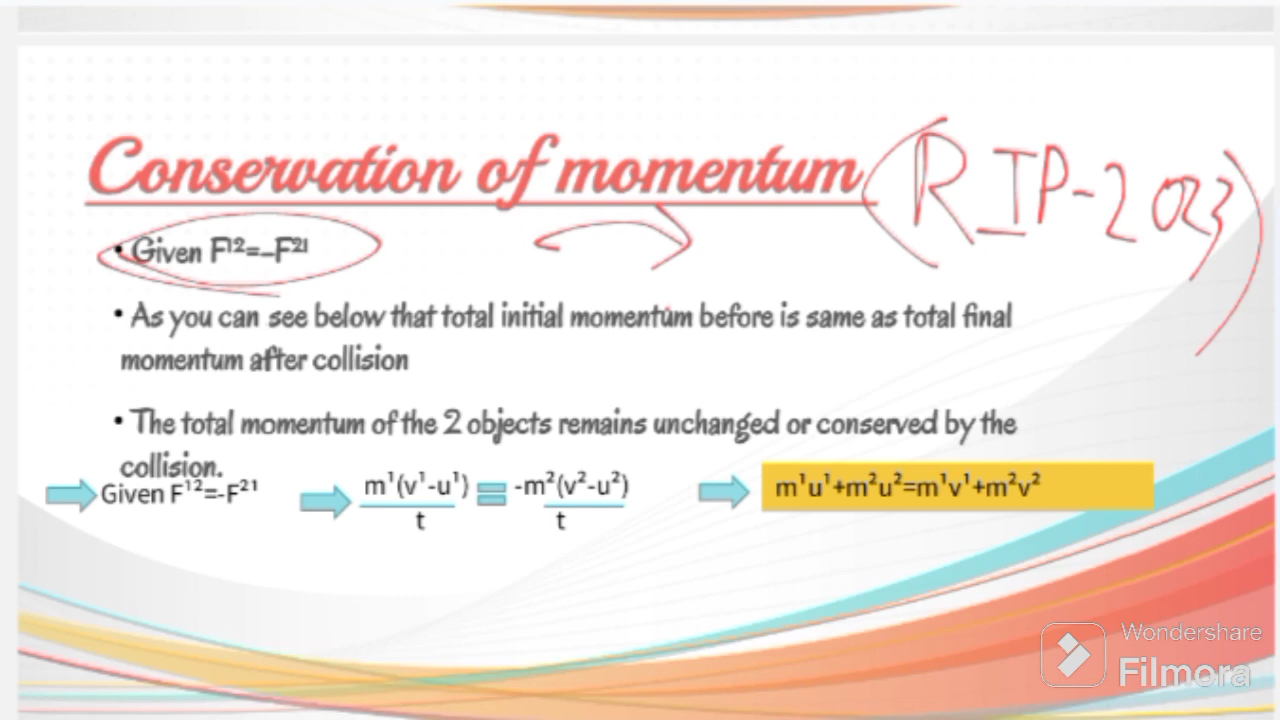 Conservation of momentum (RIP-2023)
• Given F¹²=-F²¹
• As you can see below that total initial momentum before is same as total final
momentum after collision
• The total momentum of the 2 objects remains unchanged or conserved by the
collision.
Given F¹²=-F²¹
m¹(v¹-u¹) = -m²(v²-u²)
t t
m¹u¹+m²u²=m¹v¹+m²v²
Wondershare
Filmora